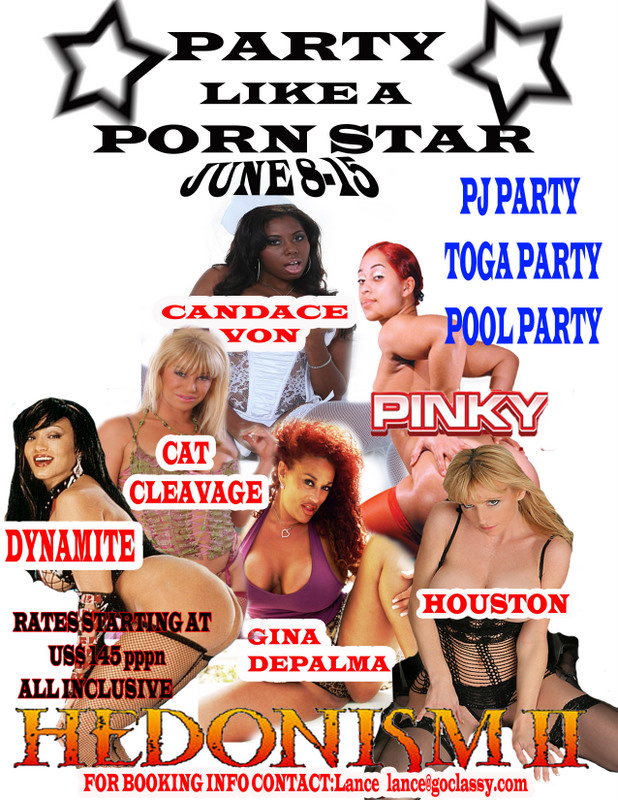 PARTY
LIKE A
PORN STAR
JUNE 8-15
PJ PARTY
TOGA PARTY
POOL PARTY
CANDACE
VON
PINKY
CAT
CLEAVAGE
DYNAMITE
HOUSTON
GINA
DEPALMA
RATES STARTING AT
US$ 145 pppn
ALL INCLUSIVE
HEDONISM II
FOR BOOKING INFO CONTACT:Lance lance@goclassy.com